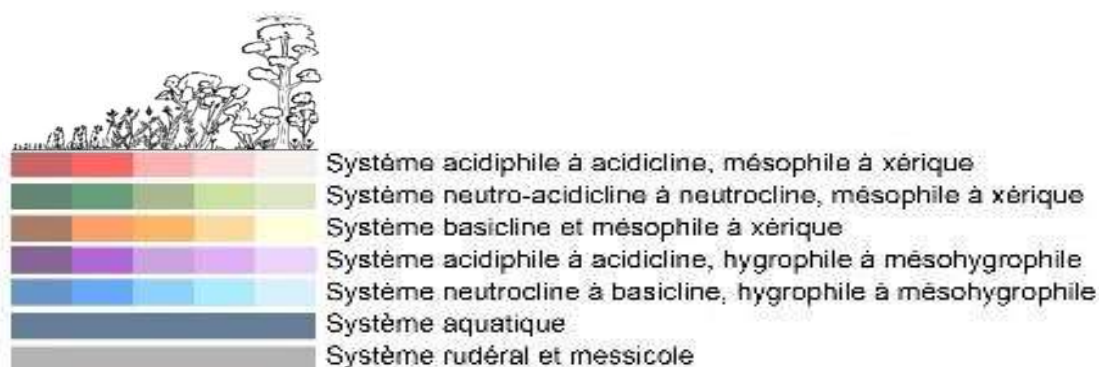 Système acidiphile à acidicline, mésophile à xérique
Système neutro-acidicline à neutrocline, mésophile à xérique
Système basicline et mésophile à xérique
Système acidiphile à acidicline, hygrophile à mésohygrophile
Système neutrocline à basicline, hygrophile à mésohygrophile
Système aquatique
Système rudéral et messicole